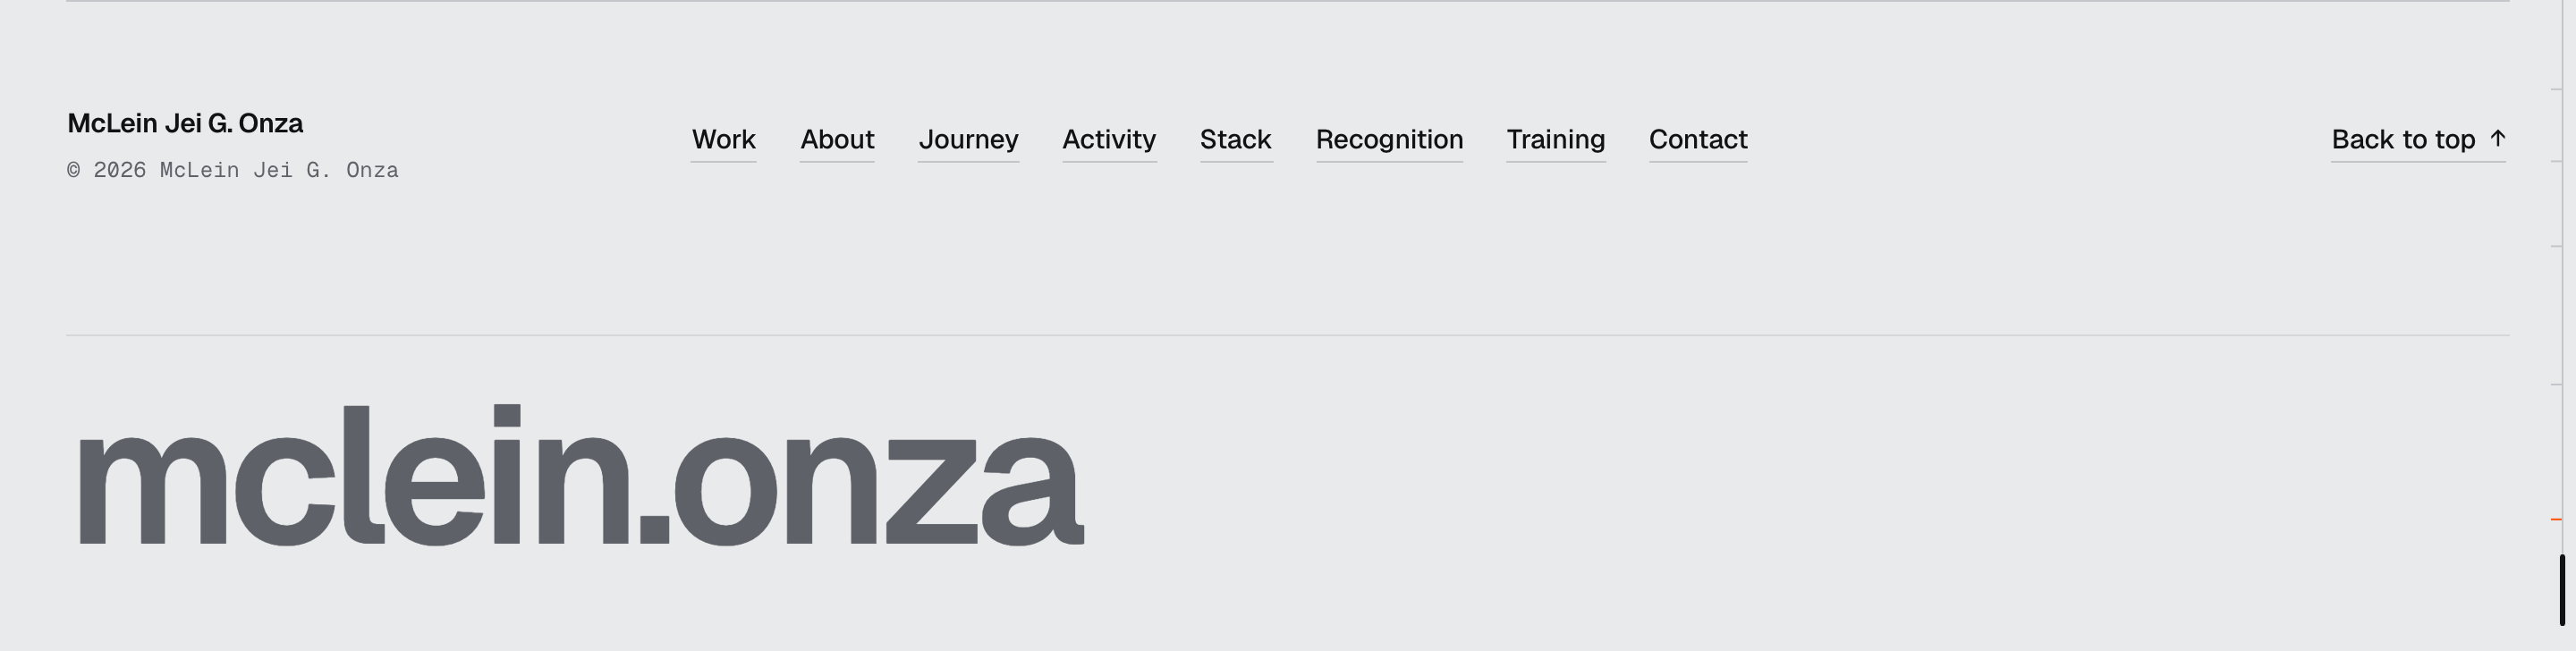 McLein Jei G. Onza
© 2026 McLein Jei G. Onza
Work About Journey Activity Stack Recognition Training Contact
Back to top ↑
mclein.onza